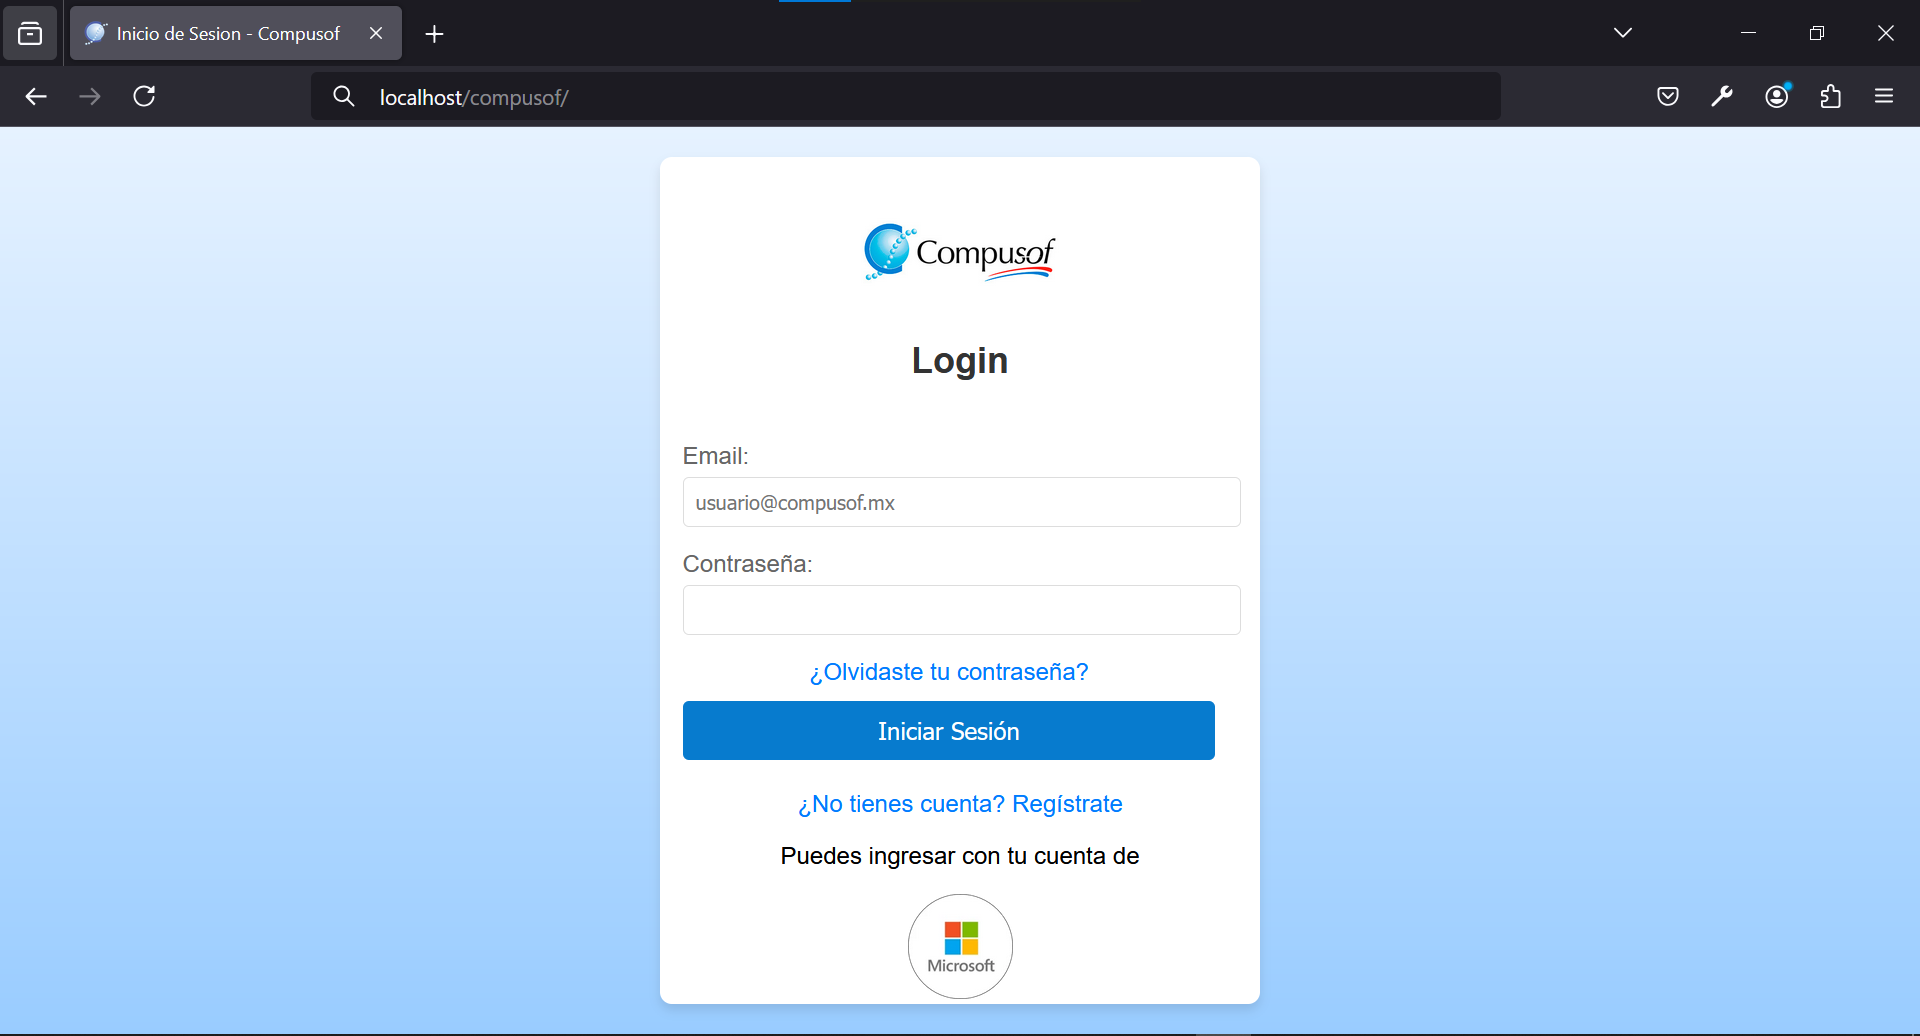 Inicio de Sesion - Compusof
localhost/compusof/
Compusof
Login
Email:
usuario@compusof.mx
Contraseña:
¿Olvidaste tu contraseña?
Iniciar Sesión
¿No tienes cuenta? Regístrate
Puedes ingresar con tu cuenta de
Microsoft